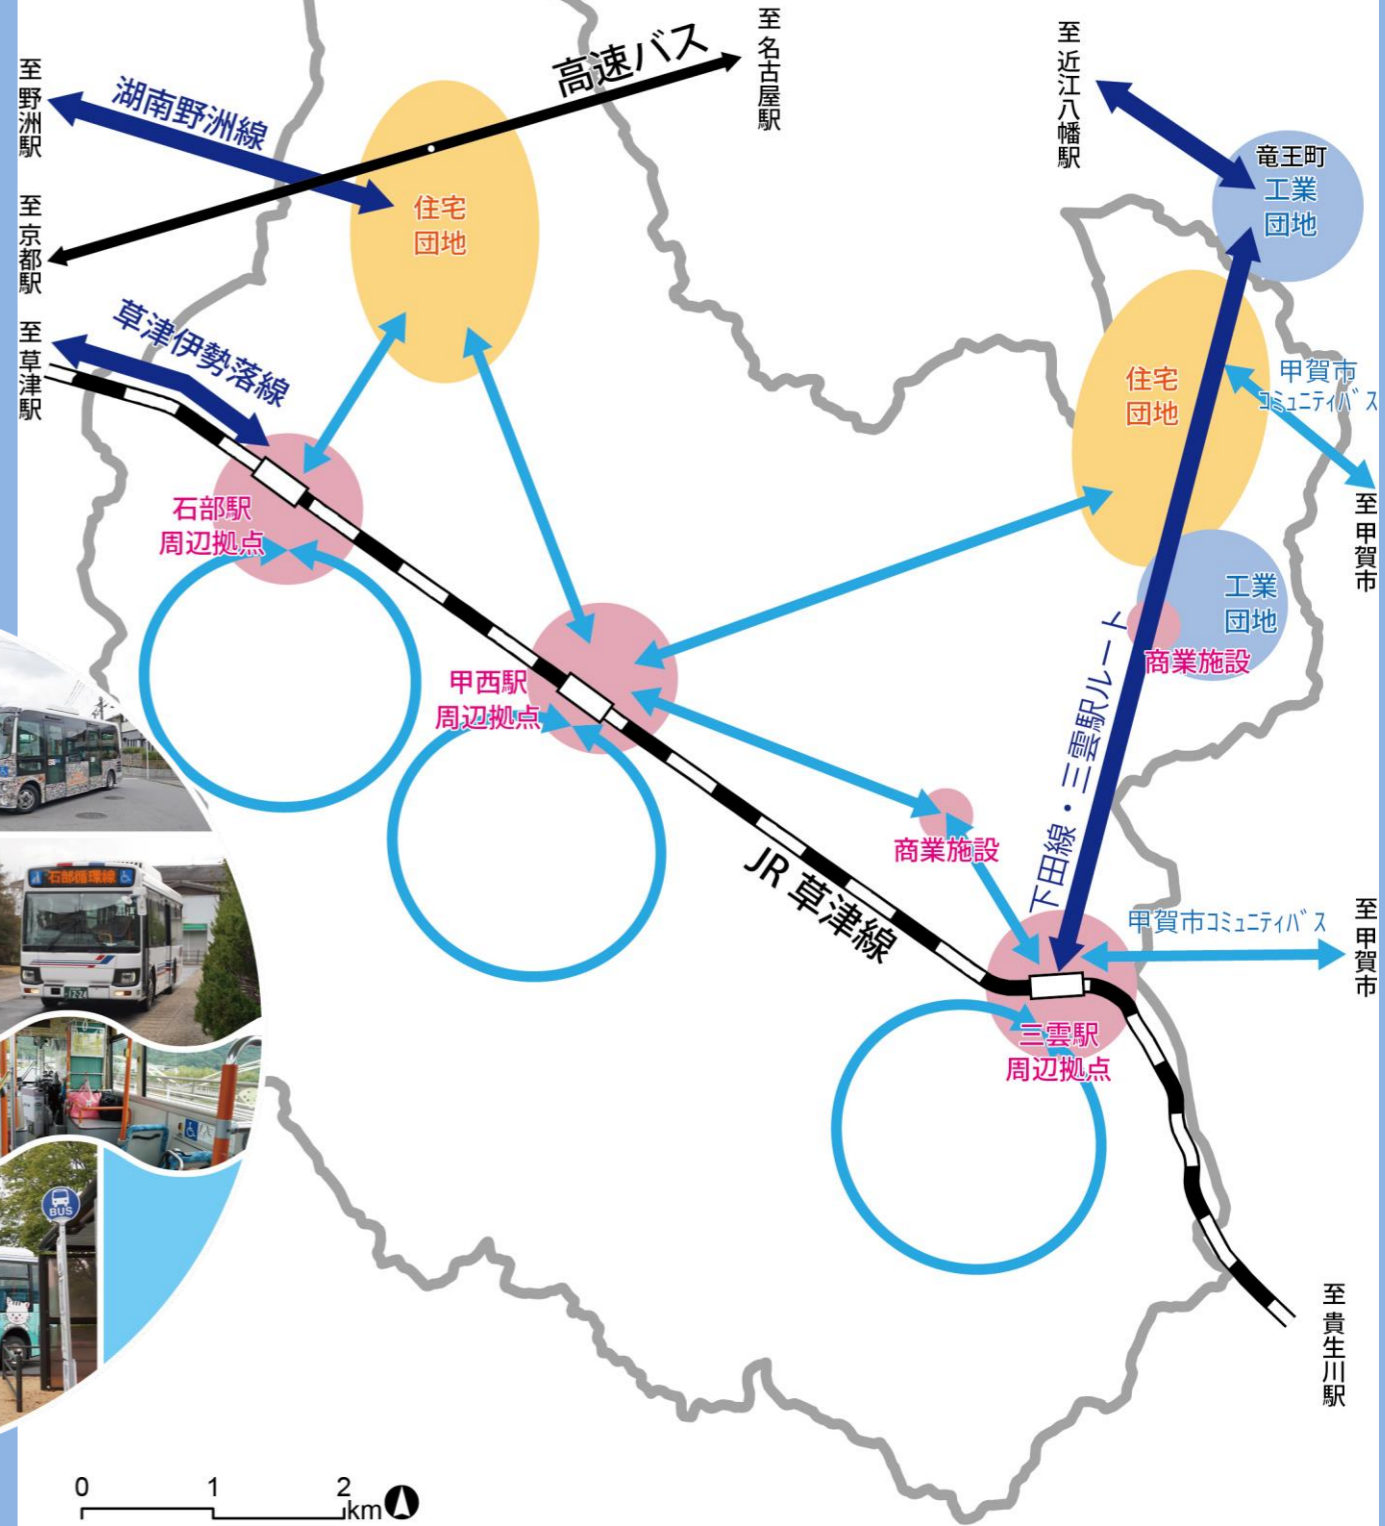 至 野洲駅
湖南野洲線
高速バス
至 名古屋駅
至 近江八幡駅
竜王町
工業
団地
至 京都駅
住宅
団地
至 草津駅
草津伊勢落線
住宅
団地
甲賀市
コミュニティバス
至 甲賀市
石部駅
周辺拠点
工業
団地
商業施設
甲西駅
周辺拠点
下田線・三雲駅ルート
商業施設
JR 草津線
石部循環線
12-24
甲賀市コミュニティバス
至 甲賀市
三雲駅
周辺拠点
BUS
至 貴生川駅
0 1 2
km